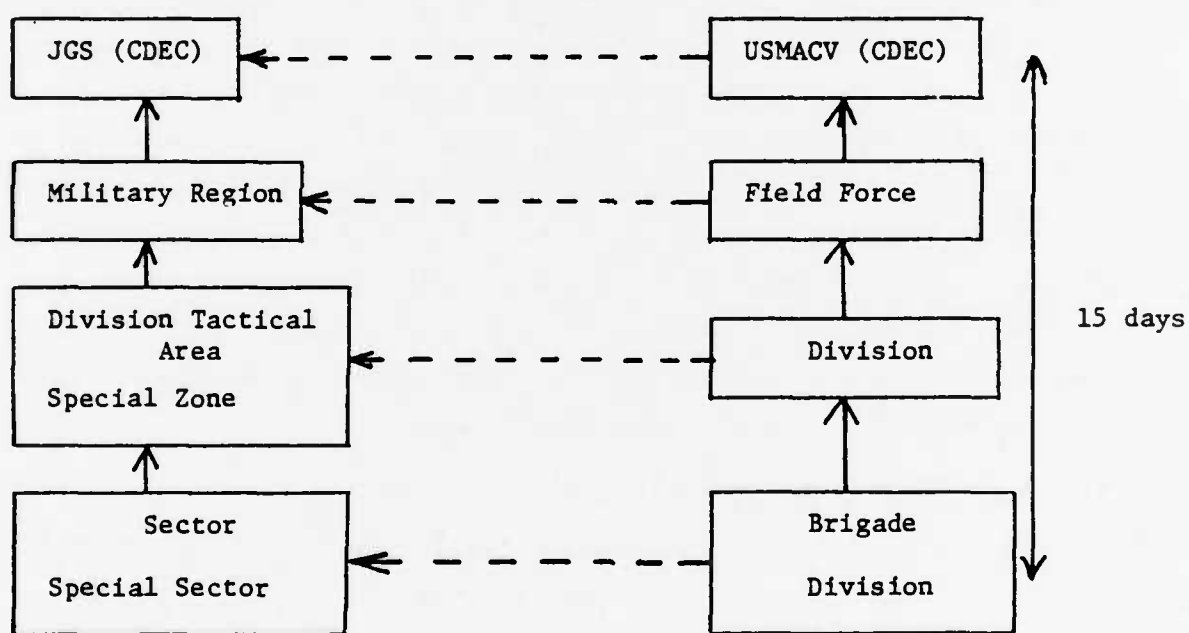 JGS (CDEC)
USMACV (CDEC)
Military Region
Field Force
Division Tactical
Area
Special Zone
Division
15 days
Sector
Special Sector
Brigade
Division